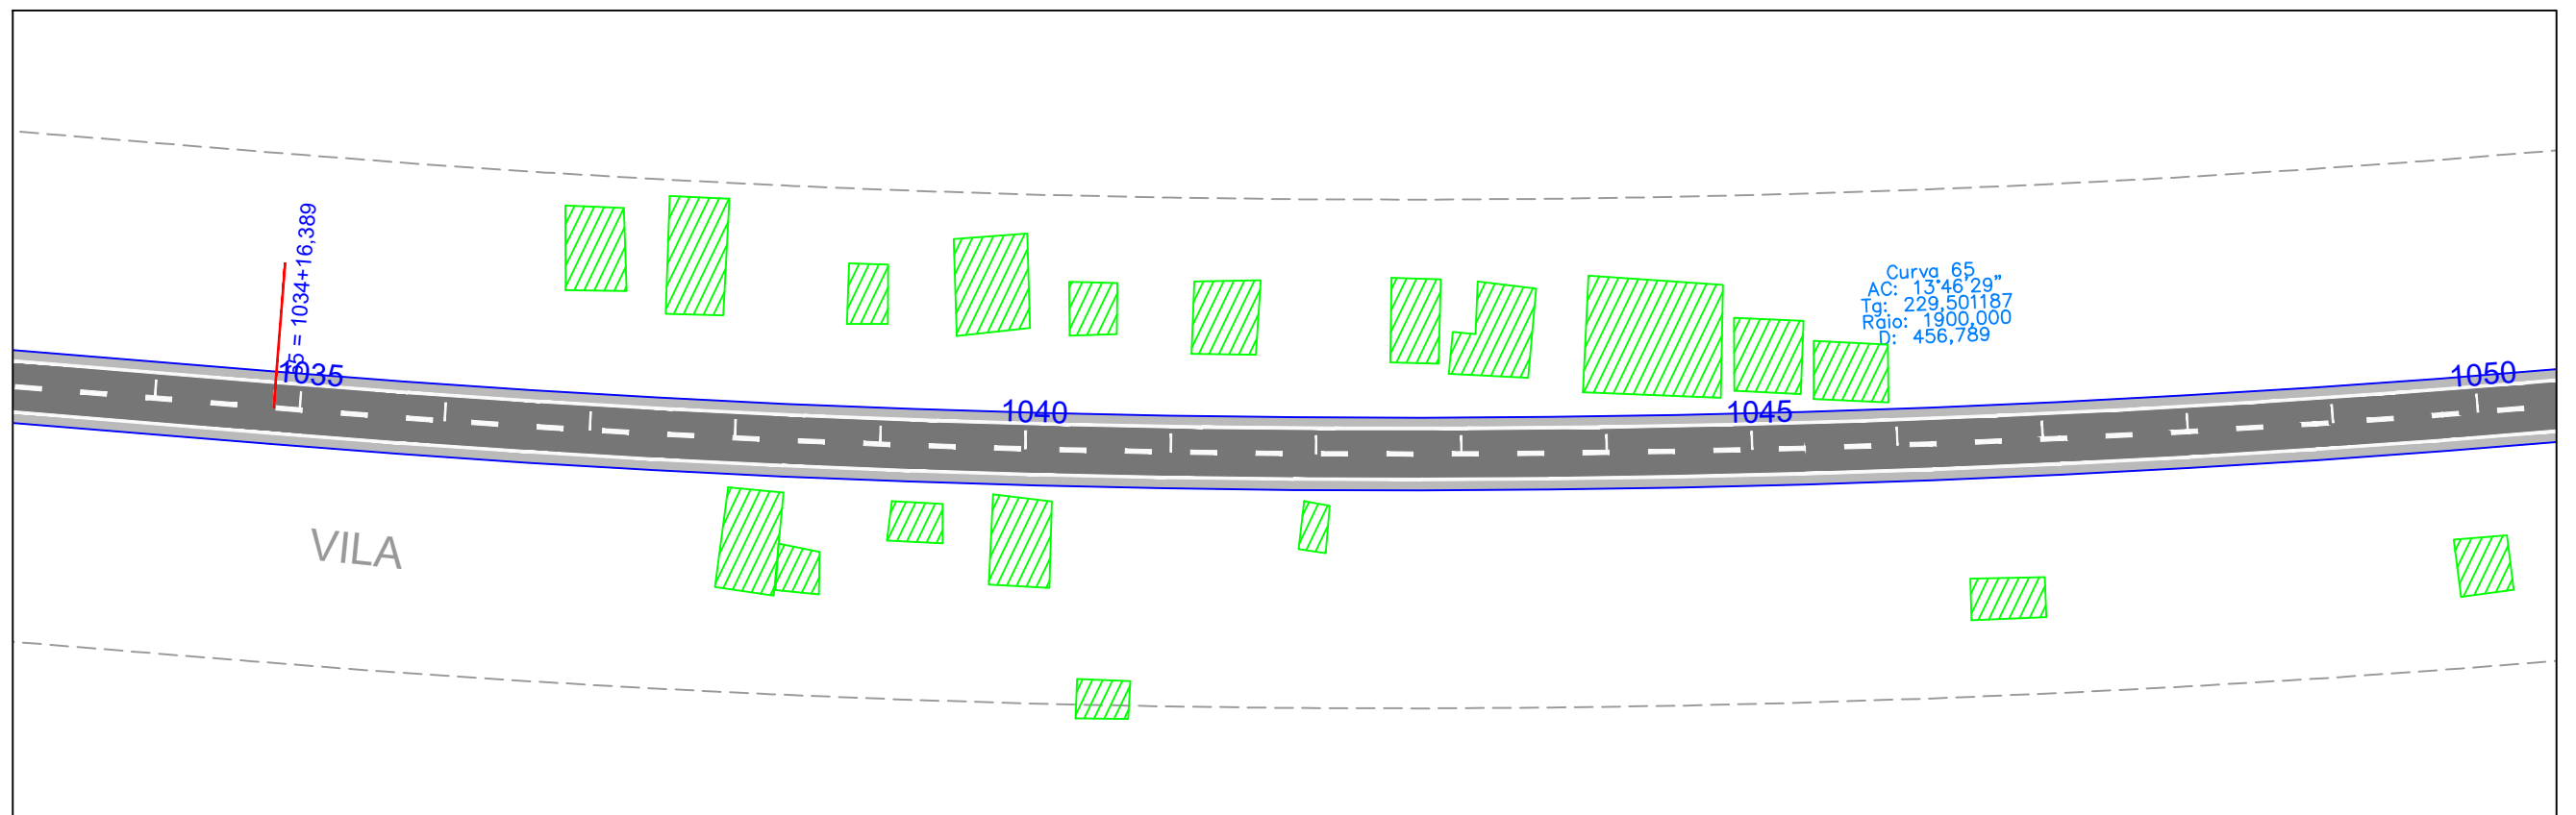 = 1034+16,389
1035
1040
1045
1050
Curva 65
AC: 13°46'29"
Tg: 229,501187
Raio: 1900,000
D: 456,789
VILA